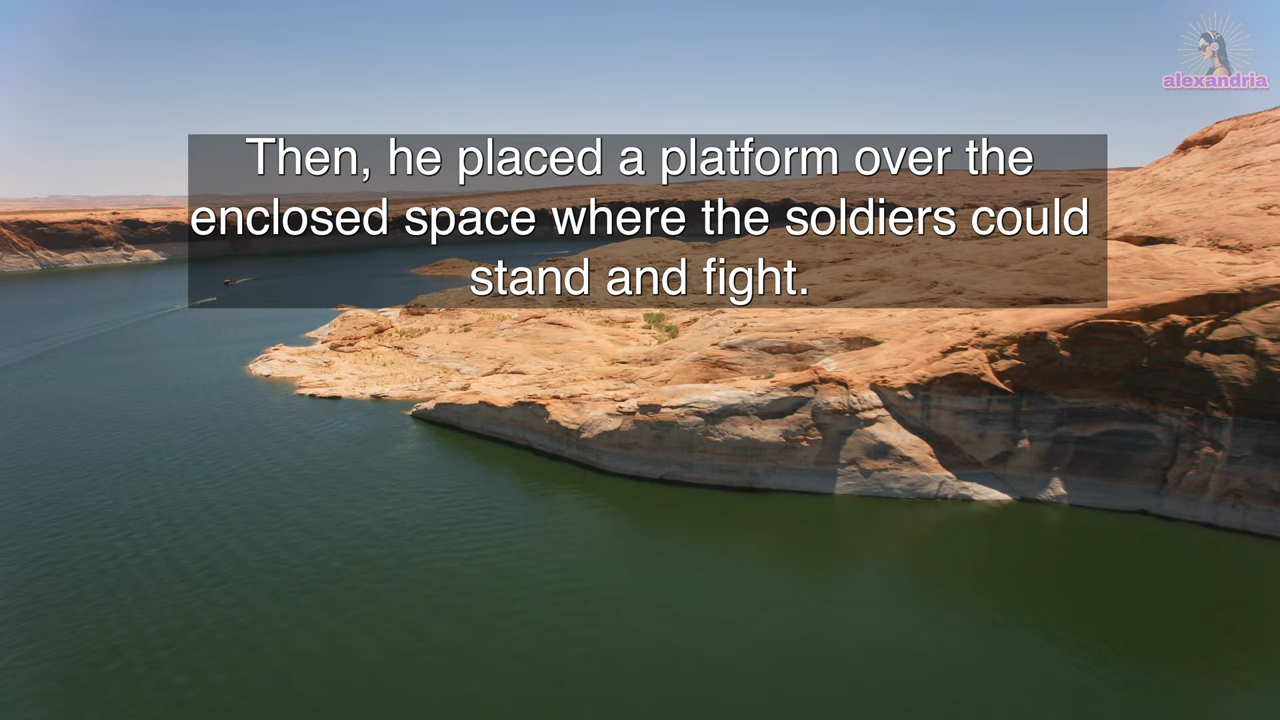 alexandria
Then, he placed a platform over the
enclosed space where the soldiers could
stand and fight.